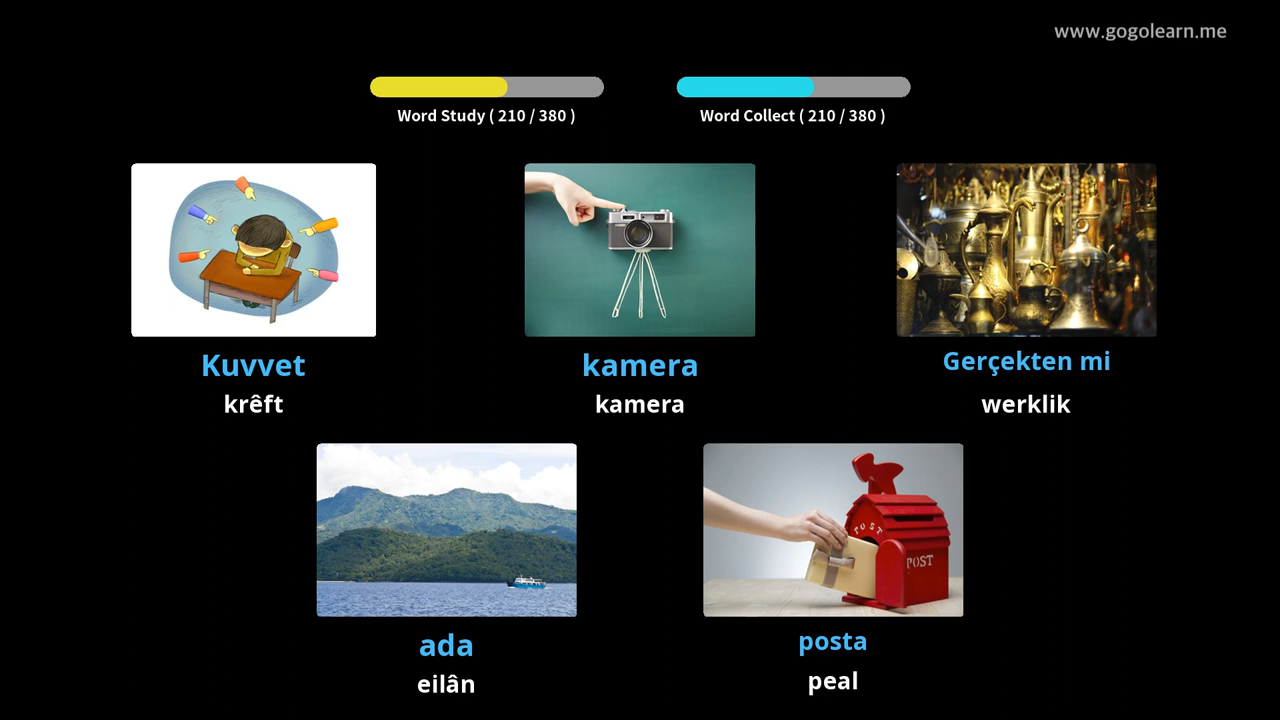 www.gogolearn.me
Word Study ( 210 / 380 )
Word Collect ( 210 / 380 )
Kuvvet
krêft
kamera
kamera
Gerçekten mi
werklik
POST
POST
ada
eilân
posta
peal